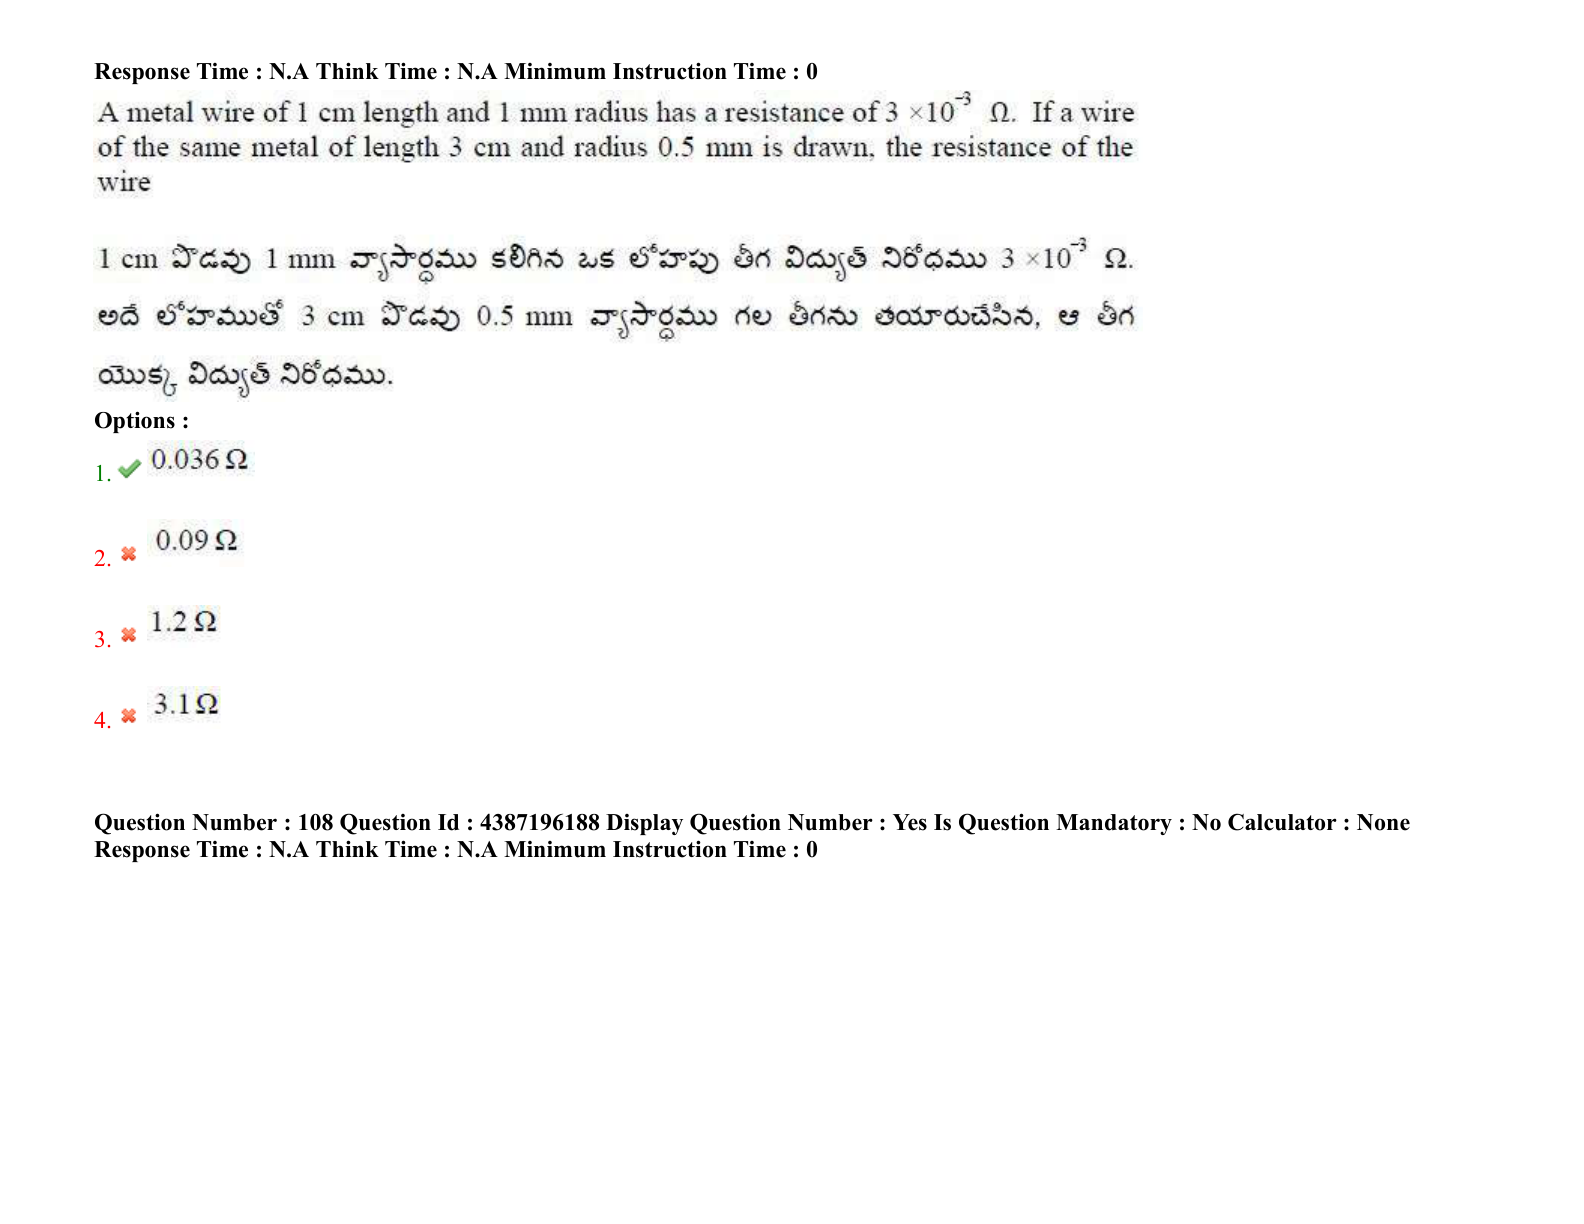 Response Time : N.A Think Time : N.A Minimum Instruction Time : 0
A metal wire of 1 cm length and 1 mm radius has a resistance of 3 ×10⁻³ Ω. If a wire
of the same metal of length 3 cm and radius 0.5 mm is drawn, the resistance of the
wire
1 cm పొడవు 1 mm వ్యాసార్ధము కలిగిన ఒక లోహపు తీగ విద్యుత్ నిరోధము 3 ×10⁻³ Ω.
అదే లోహముతో 3 cm పొడవు 0.5 mm వ్యాసార్ధము గల తీగను తయారుచేసిన, ఆ తీగ
యొక్క విద్యుత్ నిరోధము.
Options :
1. 0.036 Ω
2. 0.09 Ω
3. 1.2 Ω
4. 3.1 Ω
Question Number : 108 Question Id : 4387196188 Display Question Number : Yes Is Question Mandatory : No Calculator : None
Response Time : N.A Think Time : N.A Minimum Instruction Time : 0